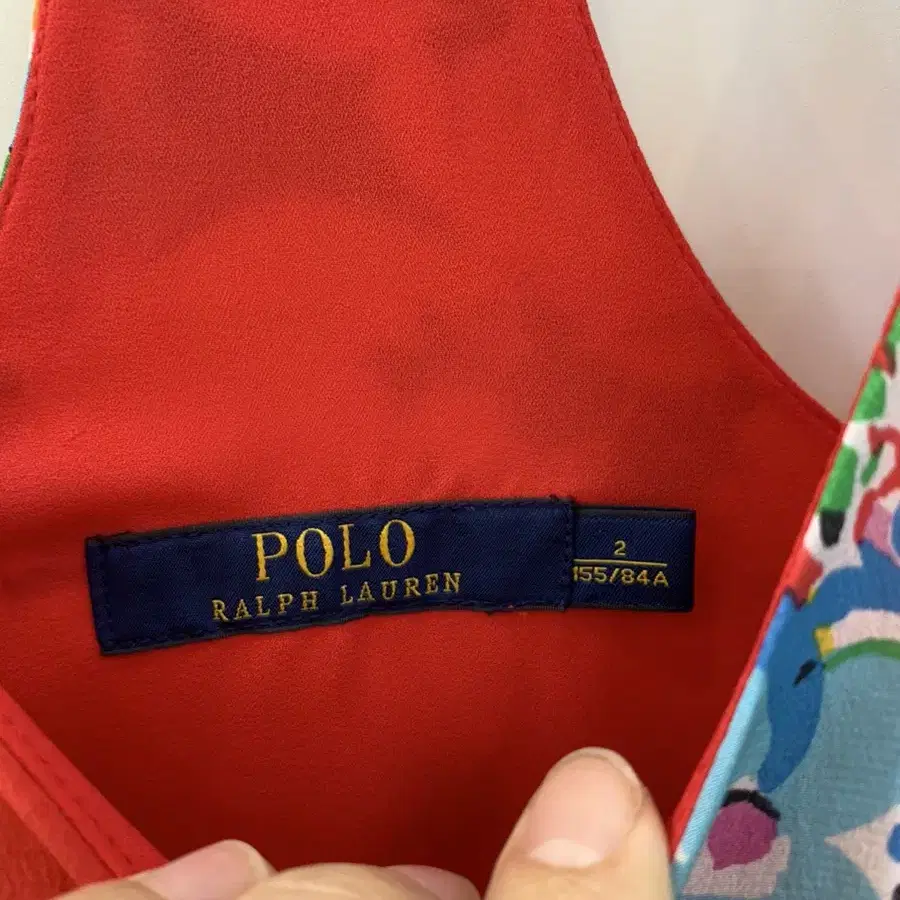 POLO
RALPH LAUREN
2
155/84A